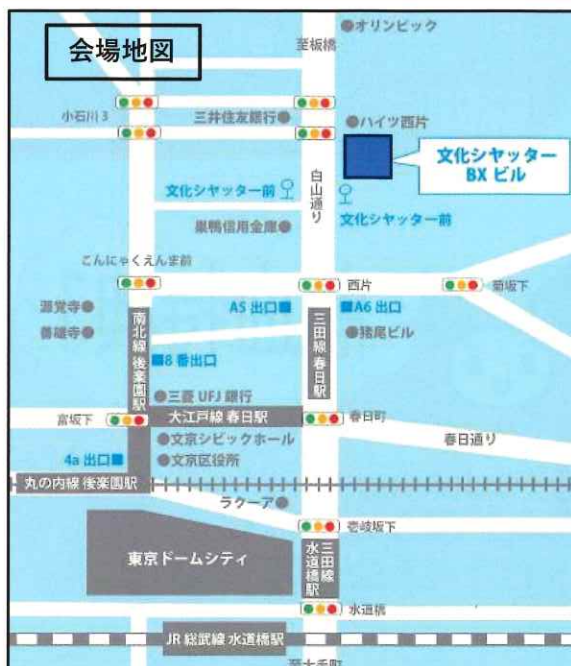 会場地図
●オリンピック
至板橋
小石川3
三井住友銀行●
●ハイツ西片
文化シヤッター
BXビル
文化シヤッター前
白山通り
文化シヤッター前
巣鴨信用金庫●
こんにゃくえんま前
西片
菊坂下
源覚寺●
善雄寺●
南北線 後楽園駅
A5 出口■
三田線 春日駅
■A6 出口
●猪尾ビル
■8番出口
●三菱UFJ銀行
富坂下
大江戸線 春日駅
春日町
●文京シビックホール
春日通り
4a 出口■
●文京区役所
丸の内線 後楽園駅
ラクーア●
壱岐坂下
東京ドームシティ
三田線
水道橋駅
水道橋
JR 総武線 水道橋駅
至大手町